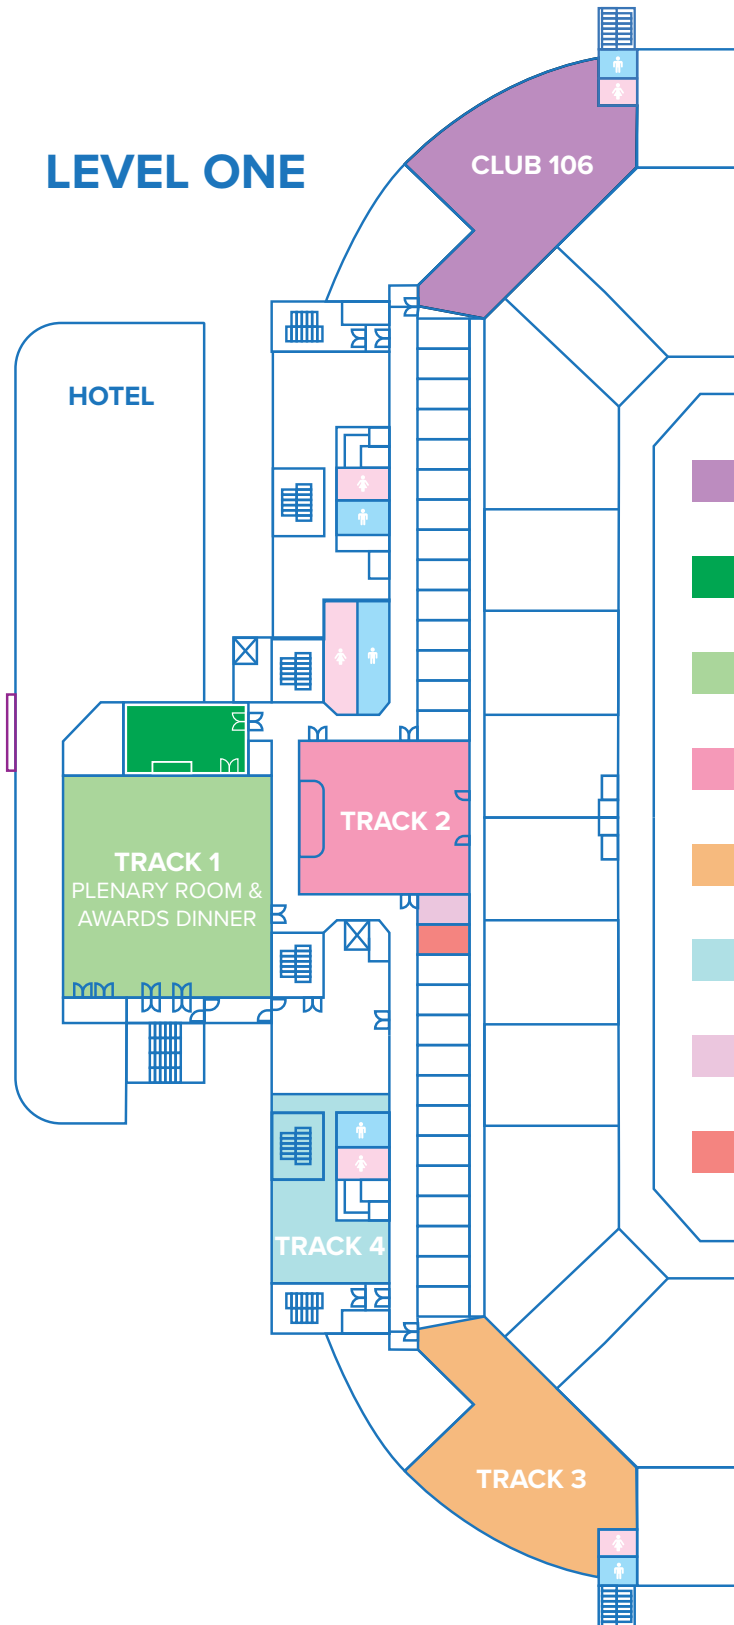 LEVEL ONE
CLUB 106
HOTEL
TRACK 2
TRACK 1
PLENARY ROOM &
AWARDS DINNER
TRACK 4
TRACK 3